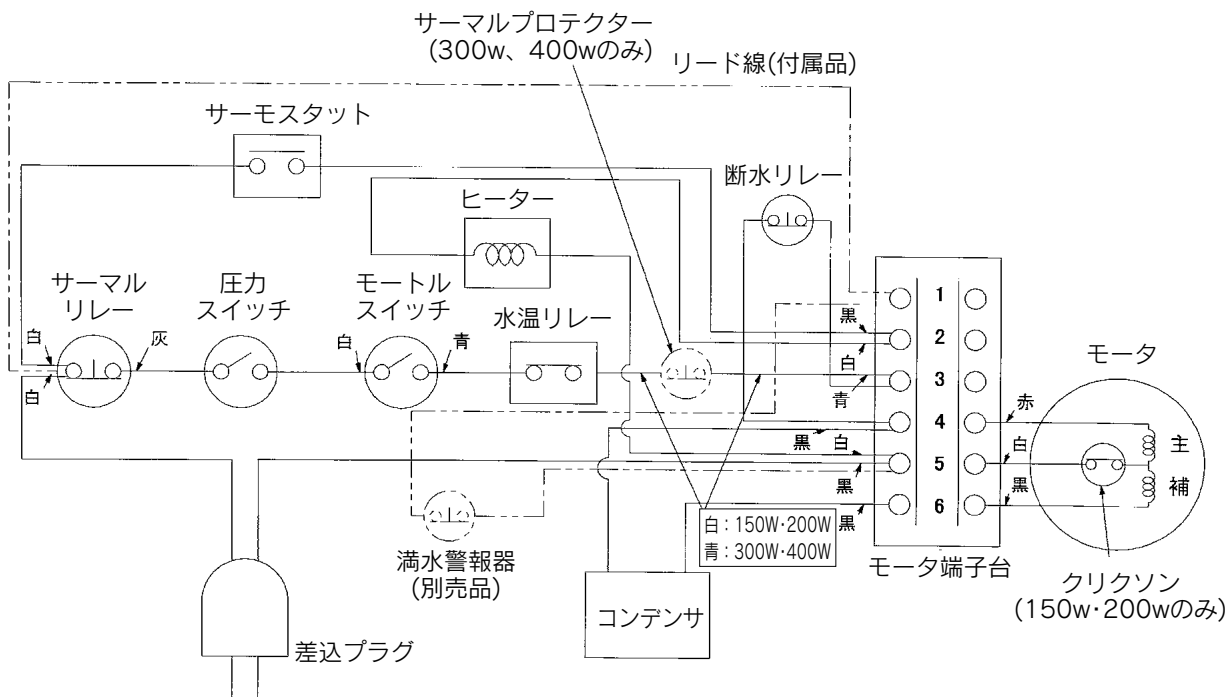 サーマルプロテクター
(300w、400wのみ)
リード線(付属品)
サーモスタット
断水リレー
ヒーター
サーマル
リレー
圧力
スイッチ
モートル
スイッチ
水温リレー
白
灰
白
白
青
黒
白
青
黒
白
黒
黒
1
2
3
4
5
6
モータ
赤
白
黒
主
補
白：150W・200W
青：300W・400W
満水警報器
(別売品)
コンデンサ
モータ端子台
クリクソン
(150w・200wのみ)
差込プラグ